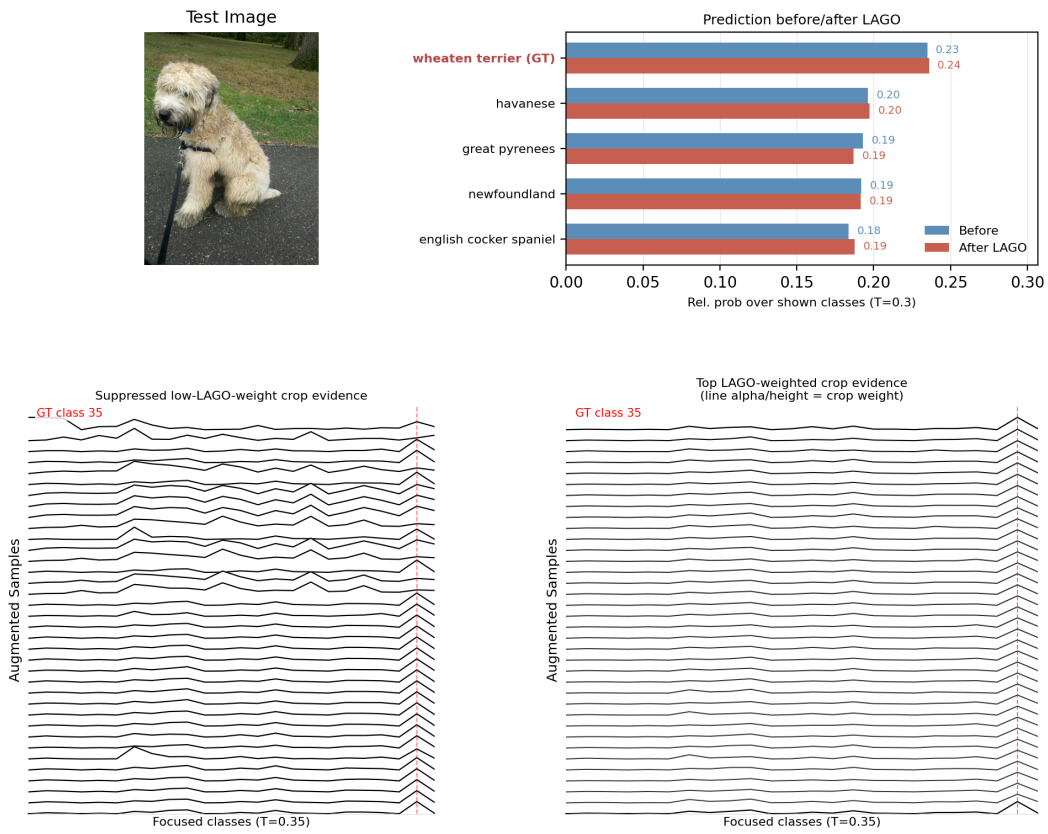 Test Image
Prediction before/after LAGO
wheaten terrier (GT)
havanese
great pyrenees
newfoundland
english cocker spaniel
0.23
0.24
0.20
0.20
0.19
0.19
0.19
0.19
0.18
0.19
Before
After LAGO
0.00 0.05 0.10 0.15 0.20 0.25 0.30
Rel. prob over shown classes (T=0.3)
Suppressed low-LAGO-weight crop evidence
GT class 35
Augmented Samples
Focused classes (T=0.35)
Top LAGO-weighted crop evidence
(line alpha/height = crop weight)
GT class 35
Augmented Samples
Focused classes (T=0.35)